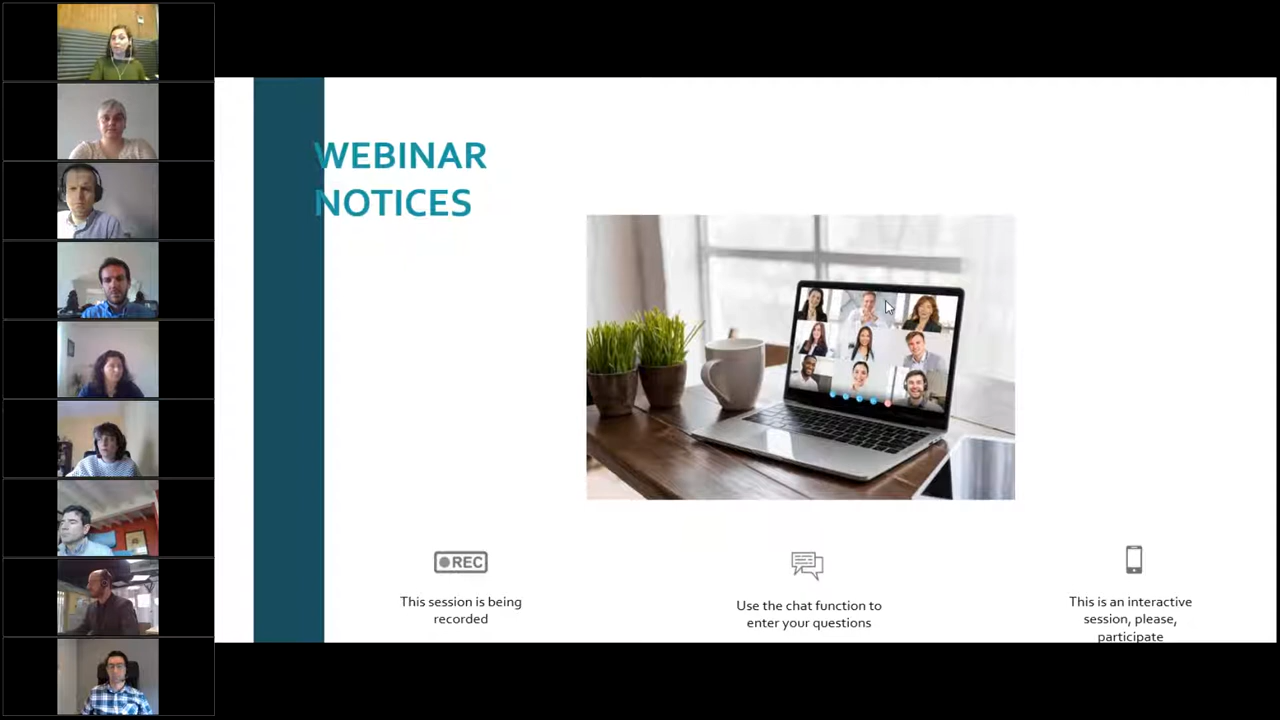 WEBINAR
NOTICES
REC
This session is being
recorded
Use the chat function to
enter your questions
This is an interactive
session, please,
participate